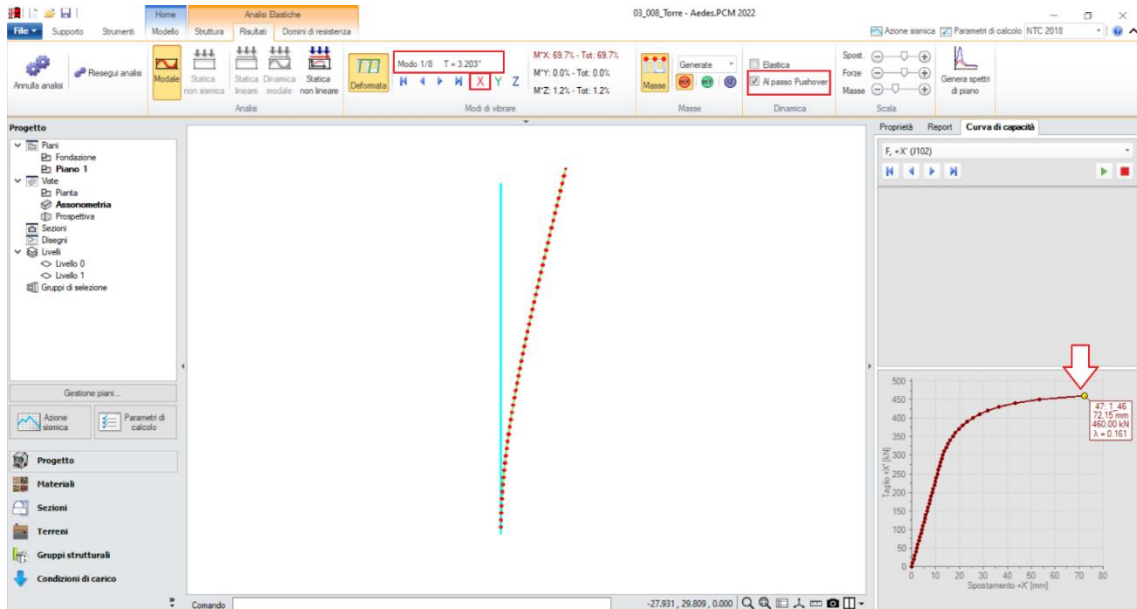 03_008_Torre - Aedes.PCM 2022
Home
Analisi Elastiche
File
Supporto
Strumenti
Modello
Struttura
Risultati
Domini di resistenza
Azione sismica
Parametri di calcolo
NTC 2018
Annulla analisi
Riesegui analisi
Modale
Statica non sismica
Statica lineare
Dinamica modale
Statica non lineare
Analisi
Deformata
Modo 1/8 T = 3.203"
X Y Z
M*X: 69.7% - Tot: 69.7%
M*Y: 0.0% - Tot: 0.0%
M*Z: 1.2% - Tot: 1.2%
Modi di vibrare
Masse
Generate
Masse
Elastica
Al passo Pushover
Dinamica
Spost.
Forze
Masse
Scala
Genera spettri di piano
Progetto
Piani
Fondazione
Piano 1
Viste
Pianta
Assonometria
Prospettiva
Sezioni
Disegni
Livelli
Livello 0
Livello 1
Gruppi di selezione
Gestione piani...
Azione sismica
Parametri di calcolo
Progetto
Materiali
Sezioni
Terreni
Gruppi strutturali
Condizioni di carico
Comando
-27.931 , 29.809 , 0.000
Proprietà
Report
Curva di capacità
F, +X' (J102)
500
450
400
350
300
250
200
150
100
50
0
Taglio +X' [kN]
0 10 20 30 40 50 60 70 80
Spostamento +X' [mm]
47. 1_46
72.15 mm
460.00 kN
λ = 0.161